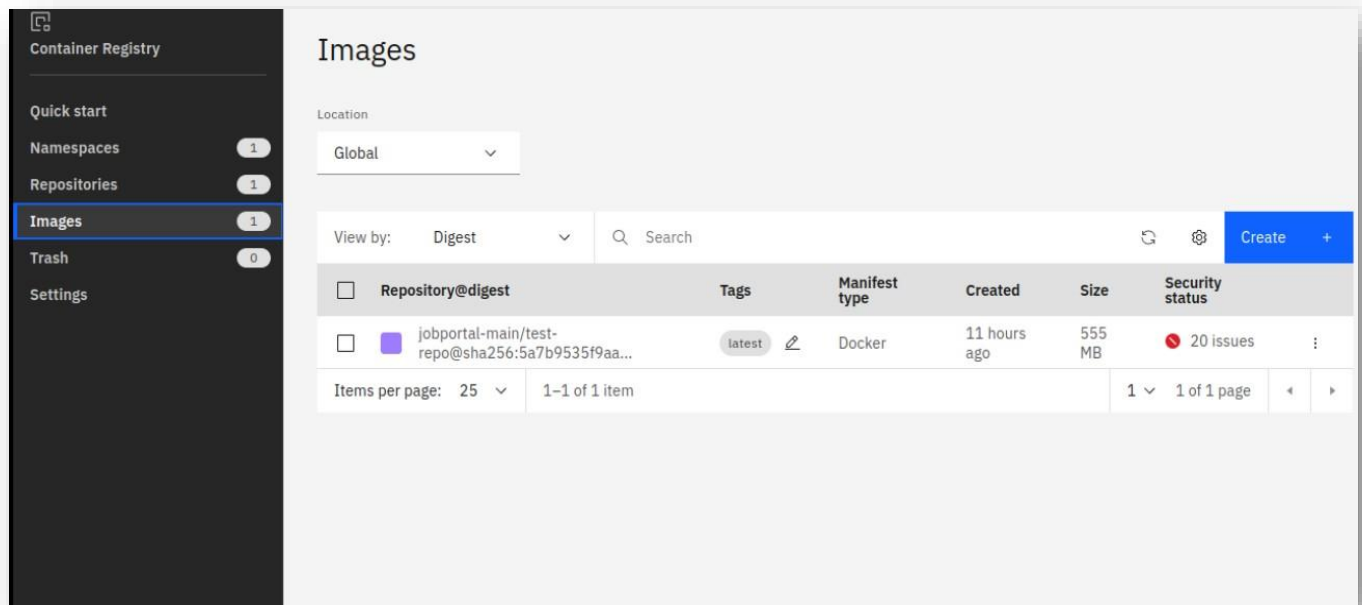 Container Registry
Quick start
Namespaces 1
Repositories 1
Images 1
Trash 0
Settings
Images
Location
Global
View by: Digest Search Create +
Repository@digest Tags Manifest type Created Size Security status
jobportal-main/test-
repo@sha256:5a7b9535f9aa... latest Docker 11 hours ago 555 MB 20 issues
Items per page: 25 1–1 of 1 item 1 1 of 1 page